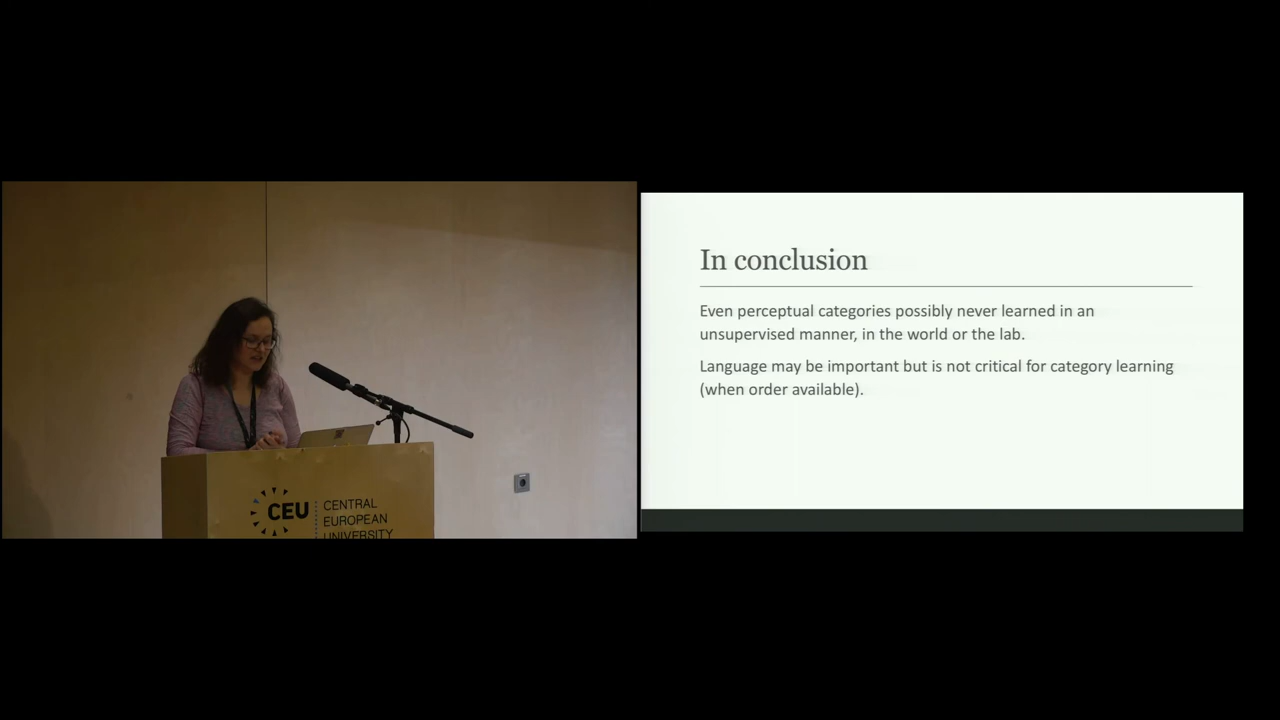 In conclusion
Even perceptual categories possibly never learned in an
unsupervised manner, in the world or the lab.
Language may be important but is not critical for category learning
(when order available).
CEU
CENTRAL
EUROPEAN
UNIVERSITY